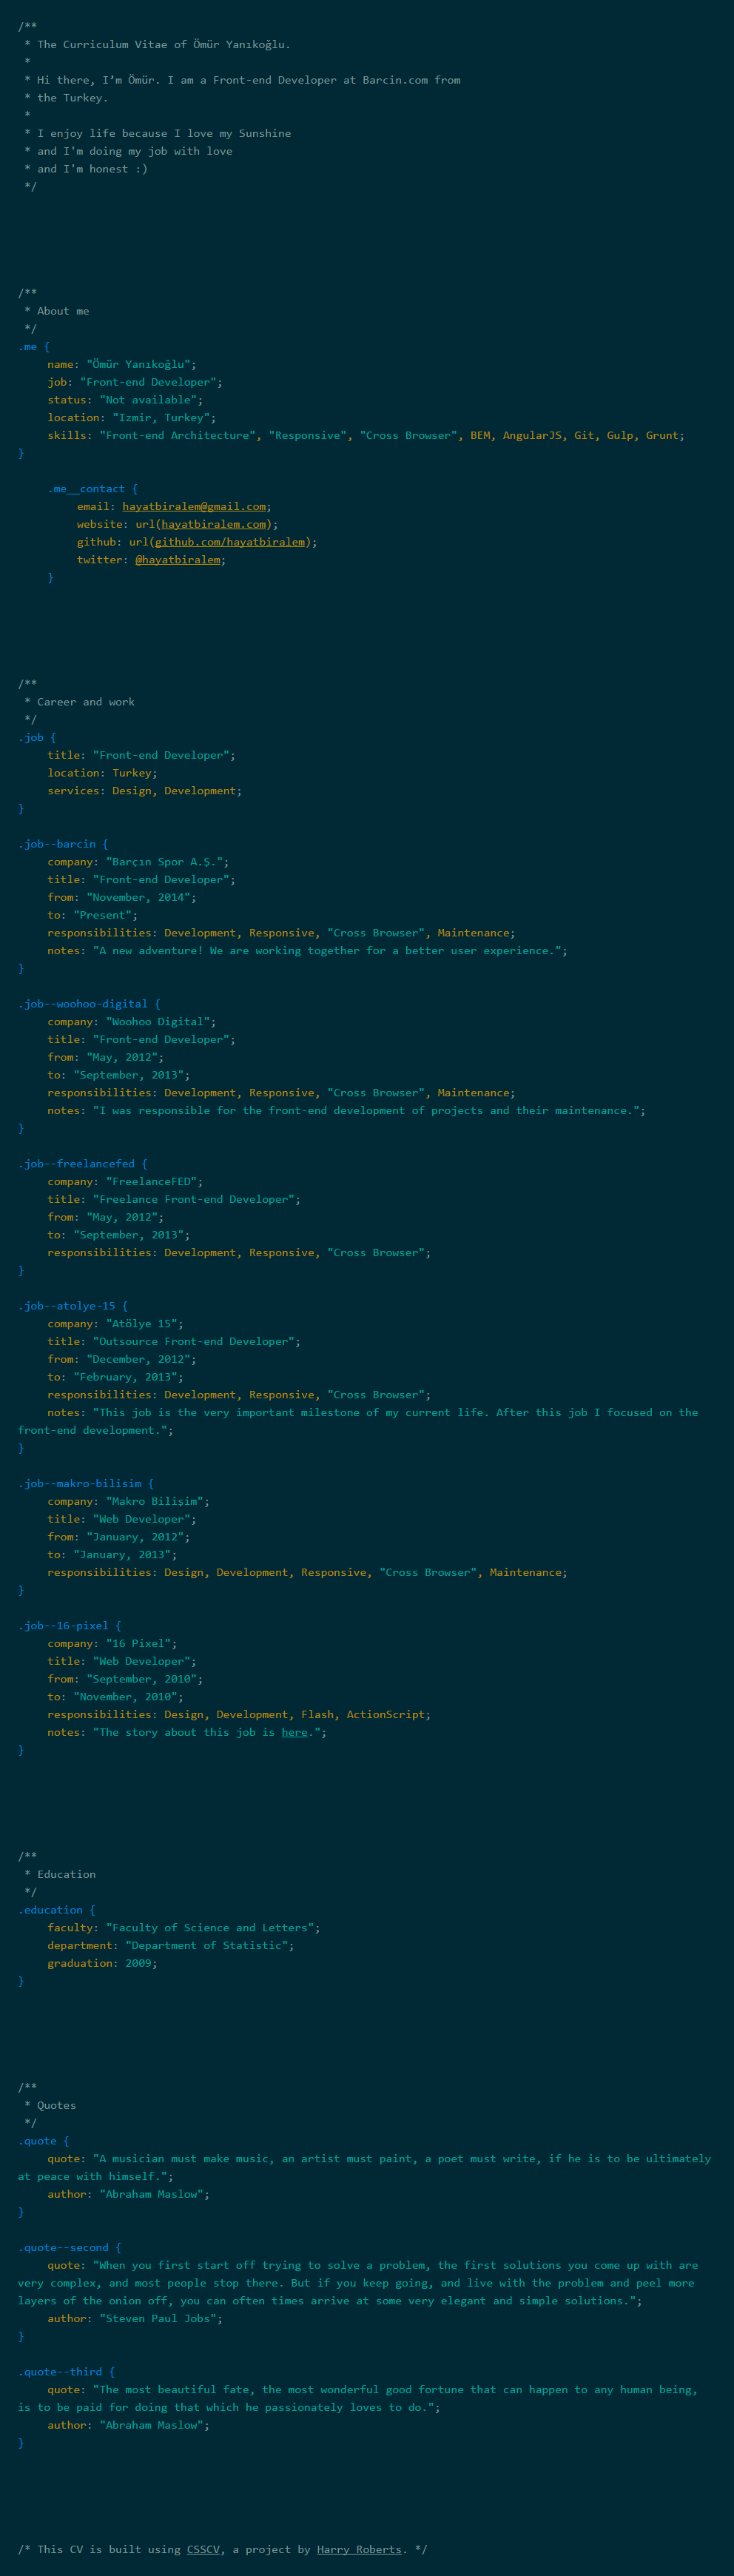 /**
 * The Curriculum Vitae of Ömür Yanıkoğlu.
 *
 * Hi there, I’m Ömür. I am a Front-end Developer at Barcin.com from
 * the Turkey.
 *
 * I enjoy life because I love my Sunshine
 * and I'm doing my job with love
 * and I'm honest :)
 */
/**
 * About me
 */
.me {
name: "Ömür Yanıkoğlu";
job: "Front-end Developer";
status: "Not available";
location: "Izmir, Turkey";
skills: "Front-end Architecture", "Responsive", "Cross Browser", BEM, AngularJS, Git, Gulp, Grunt;
}
.me__contact {
email: hayatbiralem@gmail.com;
website: url(hayatbiralem.com);
github: url(github.com/hayatbiralem);
twitter: @hayatbiralem;
}
/**
 * Career and work
 */
.job {
title: "Front-end Developer";
location: Turkey;
services: Design, Development;
}
.job--barcin {
company: "Barçın Spor A.Ş.";
title: "Front-end Developer";
from: "November, 2014";
to: "Present";
responsibilities: Development, Responsive, "Cross Browser", Maintenance;
notes: "A new adventure! We are working together for a better user experience.";
}
.job--woohoo-digital {
company: "Woohoo Digital";
title: "Front-end Developer";
from: "May, 2012";
to: "September, 2013";
responsibilities: Development, Responsive, "Cross Browser", Maintenance;
notes: "I was responsible for the front-end development of projects and their maintenance.";
}
.job--freelancefed {
company: "FreelanceFED";
title: "Freelance Front-end Developer";
from: "May, 2012";
to: "September, 2013";
responsibilities: Development, Responsive, "Cross Browser";
}
.job--atolye-15 {
company: "Atölye 15";
title: "Outsource Front-end Developer";
from: "December, 2012";
to: "February, 2013";
responsibilities: Development, Responsive, "Cross Browser";
notes: "This job is the very important milestone of my current life. After this job I focused on the
front-end development.";
}
.job--makro-bilisim {
company: "Makro Bilişim";
title: "Web Developer";
from: "January, 2012";
to: "January, 2013";
responsibilities: Design, Development, Responsive, "Cross Browser", Maintenance;
}
.job--16-pixel {
company: "16 Pixel";
title: "Web Developer";
from: "September, 2010";
to: "November, 2010";
responsibilities: Design, Development, Flash, ActionScript;
notes: "The story about this job is here.";
}
/**
 * Education
 */
.education {
faculty: "Faculty of Science and Letters";
department: "Department of Statistic";
graduation: 2009;
}
/**
 * Quotes
 */
.quote {
quote: "A musician must make music, an artist must paint, a poet must write, if he is to be ultimately
at peace with himself.";
author: "Abraham Maslow";
}
.quote--second {
quote: "When you first start off trying to solve a problem, the first solutions you come up with are
very complex, and most people stop there. But if you keep going, and live with the problem and peel more
layers of the onion off, you can often times arrive at some very elegant and simple solutions.";
author: "Steven Paul Jobs";
}
.quote--third {
quote: "The most beautiful fate, the most wonderful good fortune that can happen to any human being,
is to be paid for doing that which he passionately loves to do.";
author: "Abraham Maslow";
}
/* This CV is built using CSSCV, a project by Harry Roberts. */